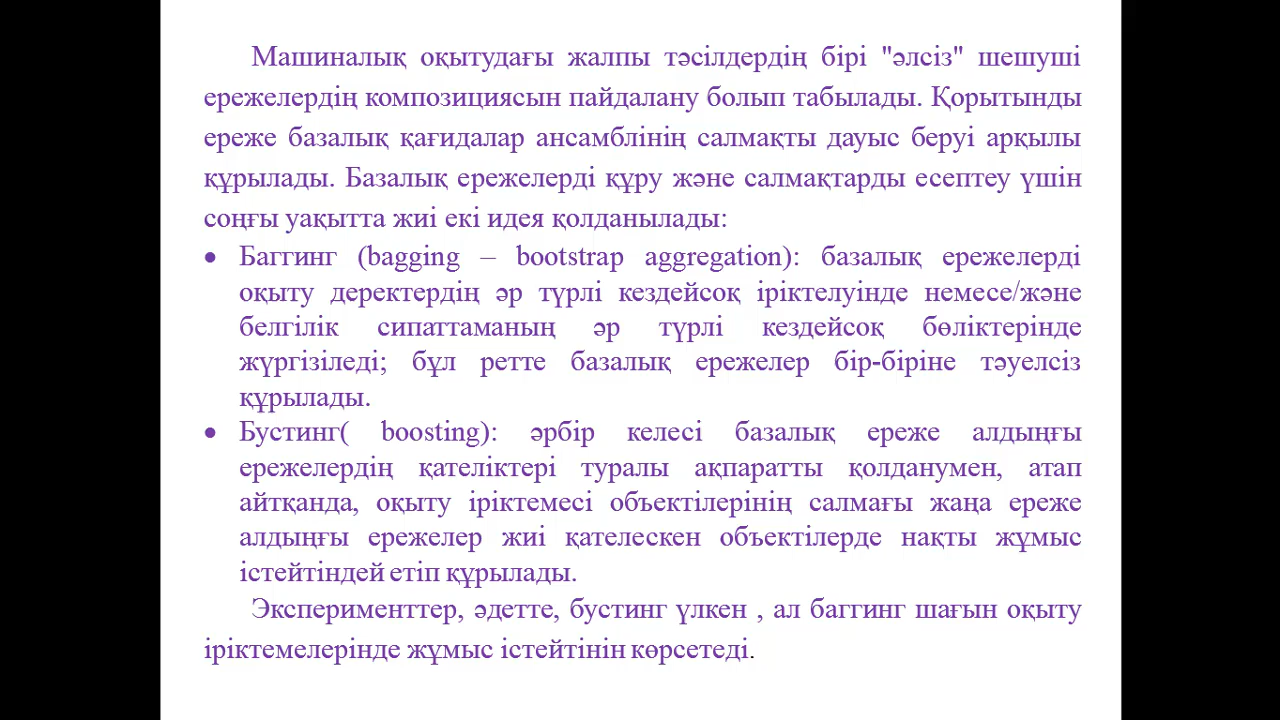 Машиналық оқытудағы жалпы тәсілдердің бірі "әлсіз" шешуші
ережелердің композициясын пайдалану болып табылады. Қорытынды
ереже базалық қағидалар ансамблінің салмақты дауыс беруі арқылы
құрылады. Базалық ережелерді құру және салмақтарды есептеу үшін
соңғы уақытта жиі екі идея қолданылады:
• Баггинг (bagging – bootstrap aggregation): базалық ережелерді
оқыту деректердің әр түрлі кездейсоқ іріктелуінде немесе/және
белгілік сипаттаманың әр түрлі кездейсоқ бөліктерінде
жүргізіледі; бұл ретте базалық ережелер бір-біріне тәуелсіз
құрылады.
• Бустинг( boosting): әрбір келесі базалық ереже алдыңғы
ережелердің қателіктері туралы ақпаратты қолданумен, атап
айтқанда, оқыту іріктемесі объектілерінің салмағы жаңа ереже
алдыңғы ережелер жиі қателескен объектілерде нақты жұмыс
істейтіндей етіп құрылады.
Эксперименттер, әдетте, бустинг үлкен , ал баггинг шағын оқыту
іріктемелерінде жұмыс істейтінін көрсетеді.